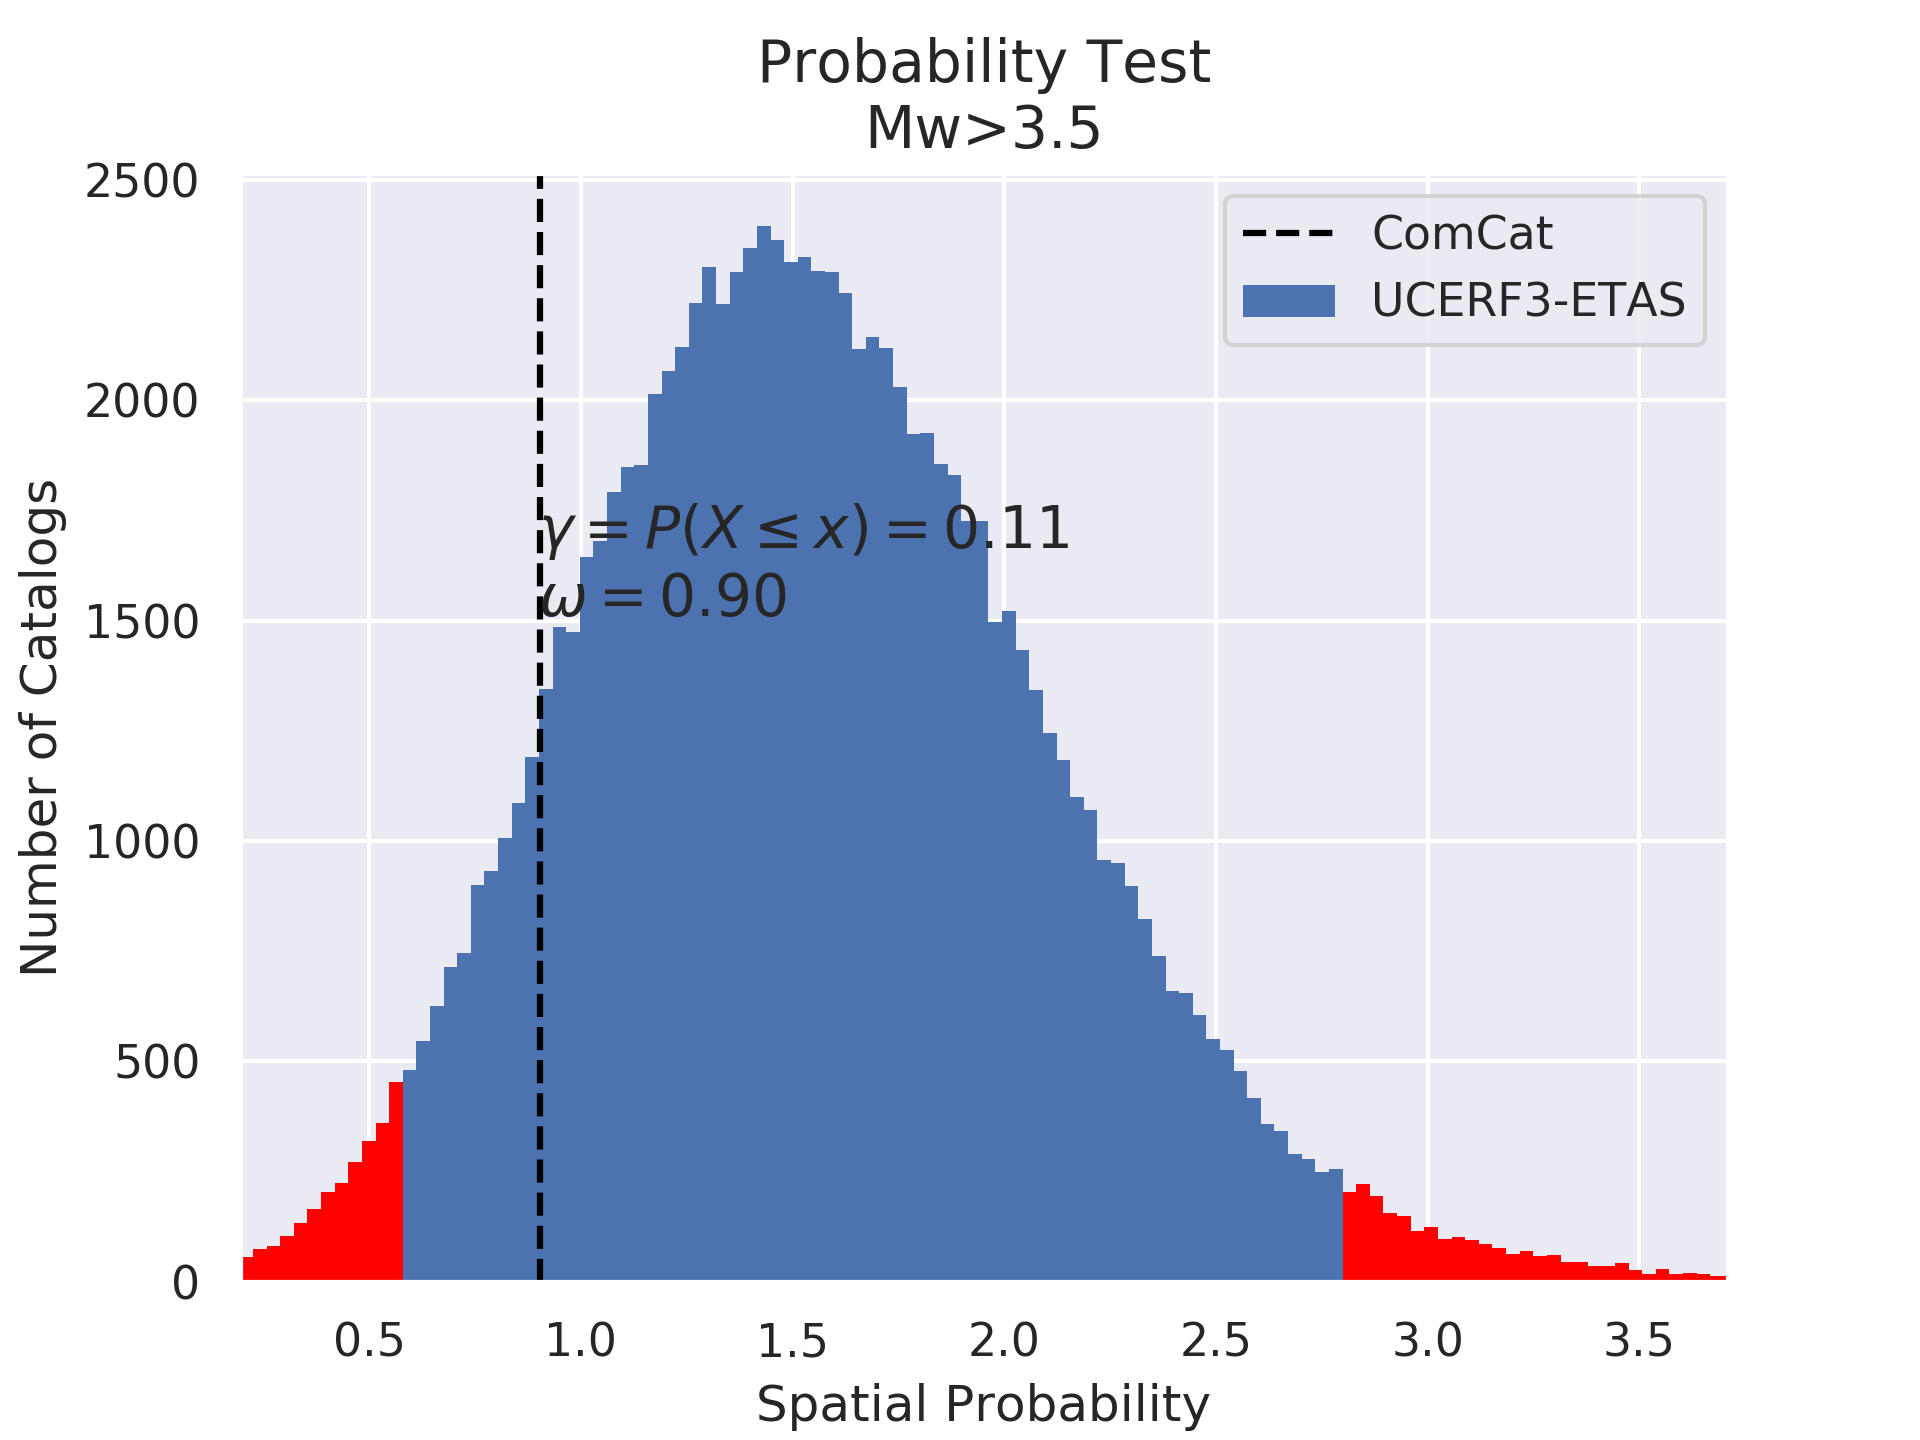 Probability Test
Mw>3.5
2500
2000
1500
1000
500
0
Number of Catalogs
ComCat
UCERF3-ETAS
γ = P(X ≤ x) = 0.11
ω = 0.90
0.5 1.0 1.5 2.0 2.5 3.0 3.5
Spatial Probability